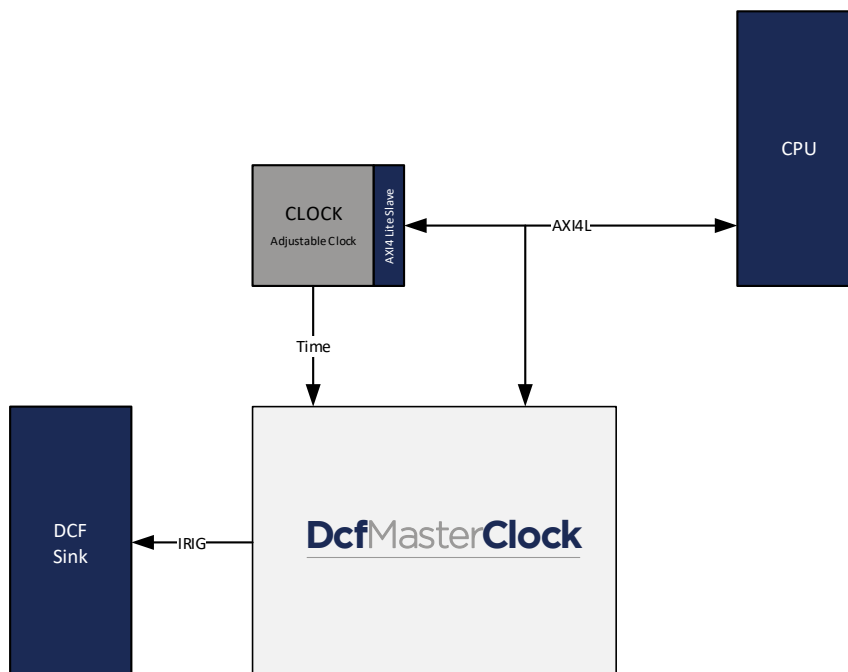 CPU
CLOCK
Adjustable Clock
AXI4 Lite Slave
AXI4L
Time
DCF
Sink
IRIG
DcfMasterClock